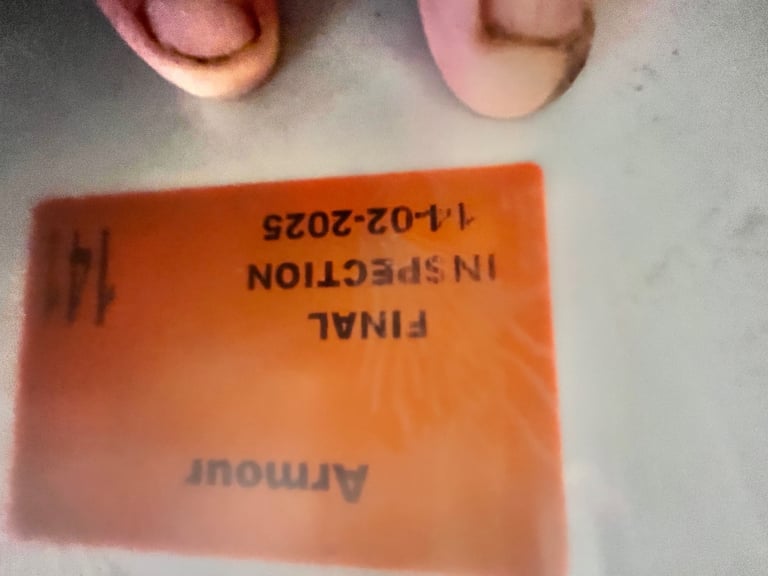 Armour
FINAL
INSPECTION
14-02-2025